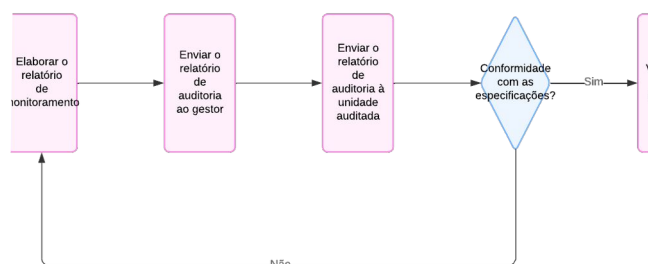 Elaborar o
relatório
de
monitoramento
Enviar o
relatório
de
auditoria
ao gestor
Enviar o
relatório
de
auditoria à
unidade
auditada
Conformidade
com as
especificações?
Sim
Não